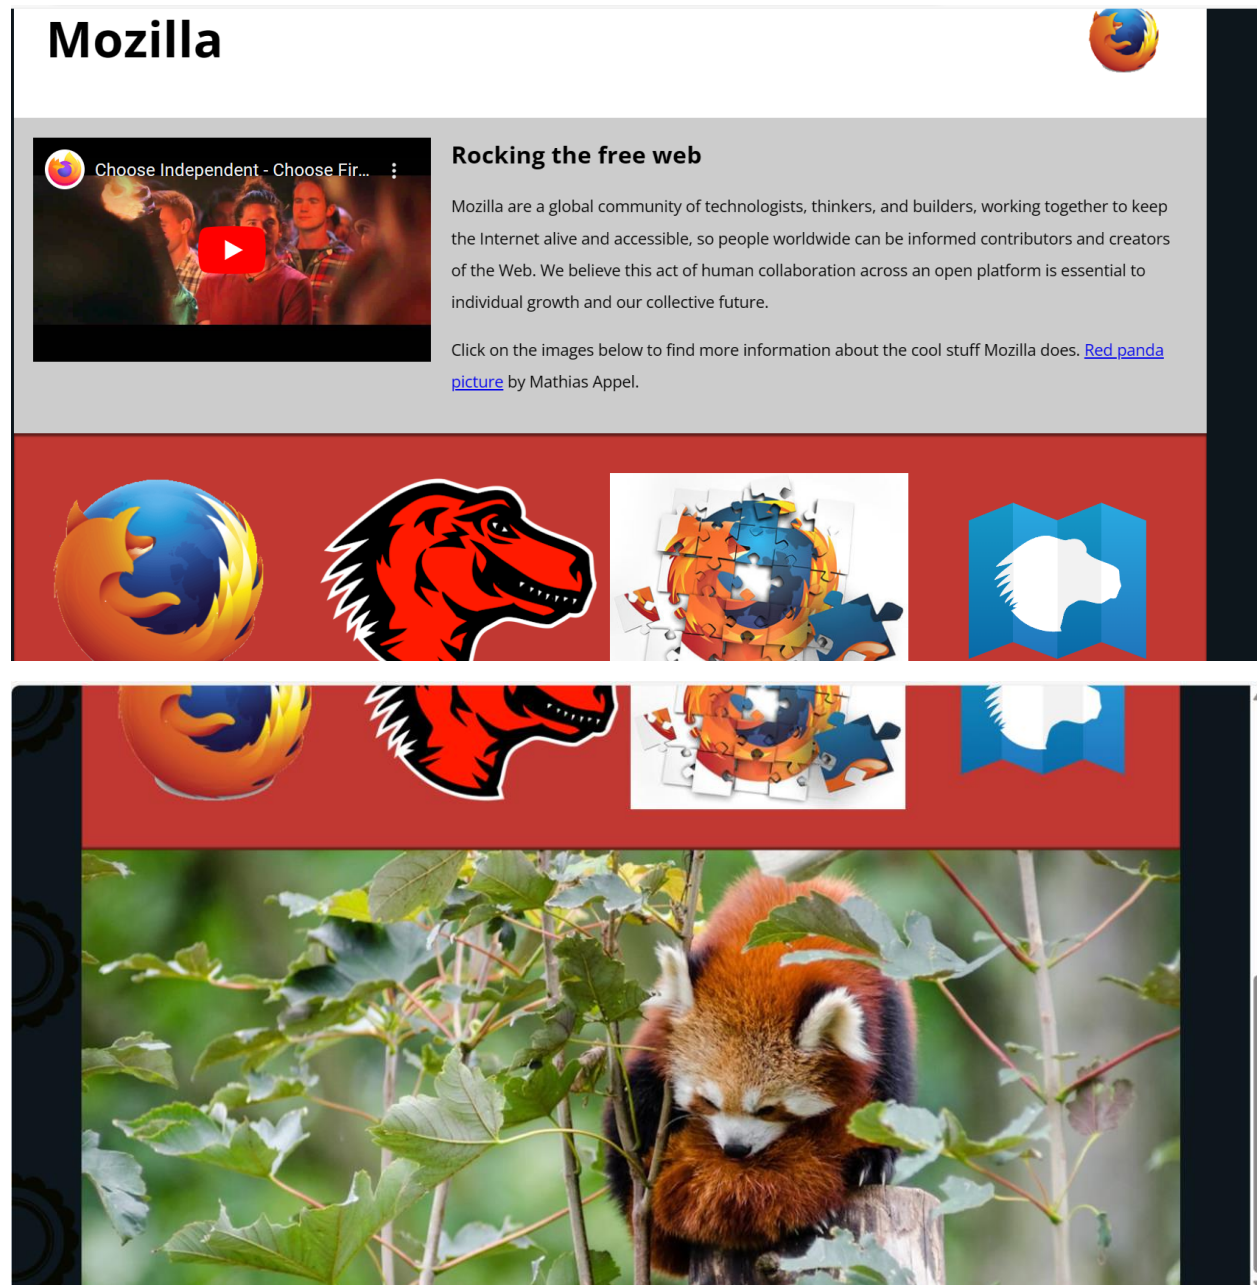 Mozilla
Choose Independent - Choose Fir...
Rocking the free web
Mozilla are a global community of technologists, thinkers, and builders, working together to keep
the Internet alive and accessible, so people worldwide can be informed contributors and creators
of the Web. We believe this act of human collaboration across an open platform is essential to
individual growth and our collective future.
Click on the images below to find more information about the cool stuff Mozilla does. Red panda
picture by Mathias Appel.